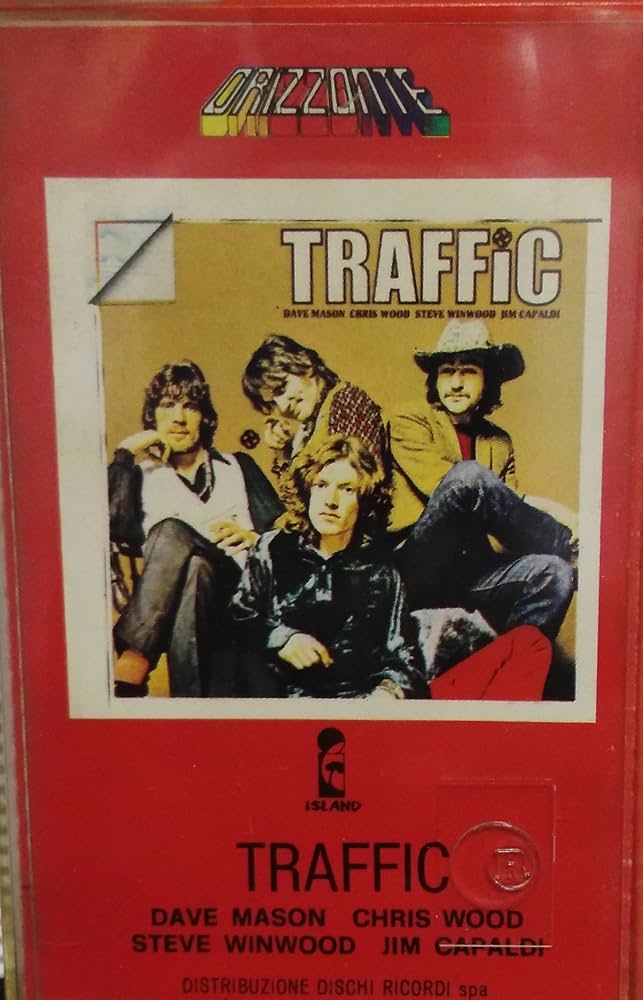 ORIZZONTE
TRAFFiC
DAVE MASON CHRIS WOOD STEVE WINWOOD JIM CAPALDI
ISLAND
TRAFFIC
R
DAVE MASON CHRIS WOOD
STEVE WINWOOD JIM CAPALDI
DISTRIBUZIONE DISCHI RICORDI spa